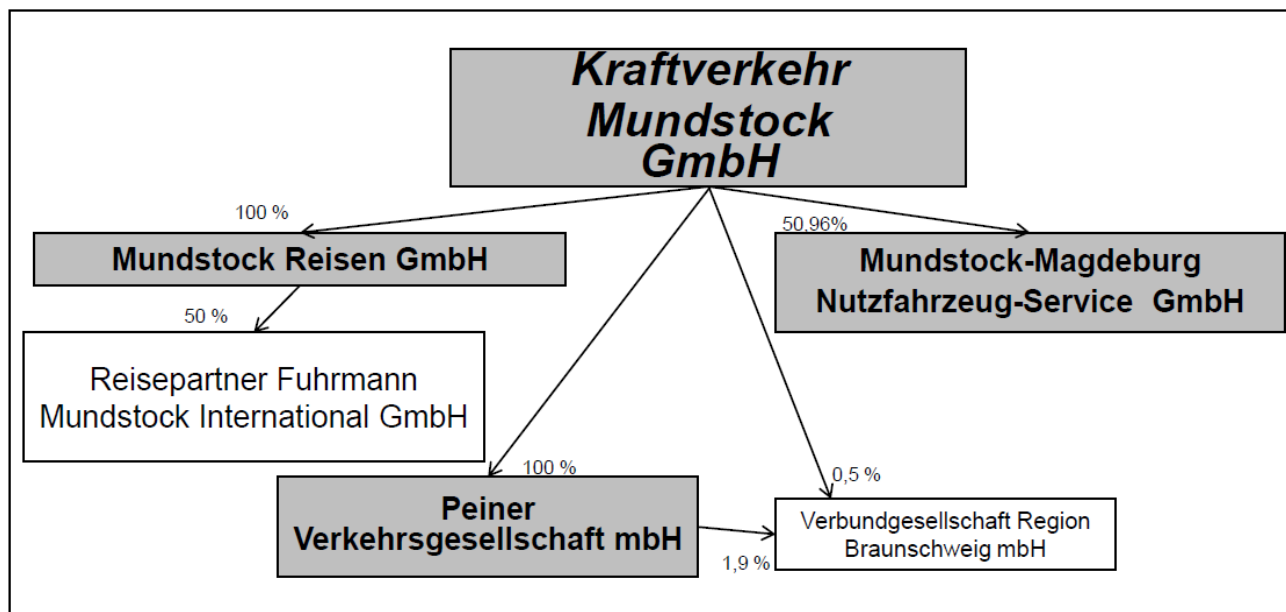 Kraftverkehr
Mundstock
GmbH
100 %
50,96%
Mundstock Reisen GmbH
Mundstock-Magdeburg
Nutzfahrzeug-Service GmbH
50 %
Reisepartner Fuhrmann
Mundstock International GmbH
100 %
0,5 %
Peiner
Verkehrsgesellschaft mbH
Verbundgesellschaft Region
Braunschweig mbH
1,9 %